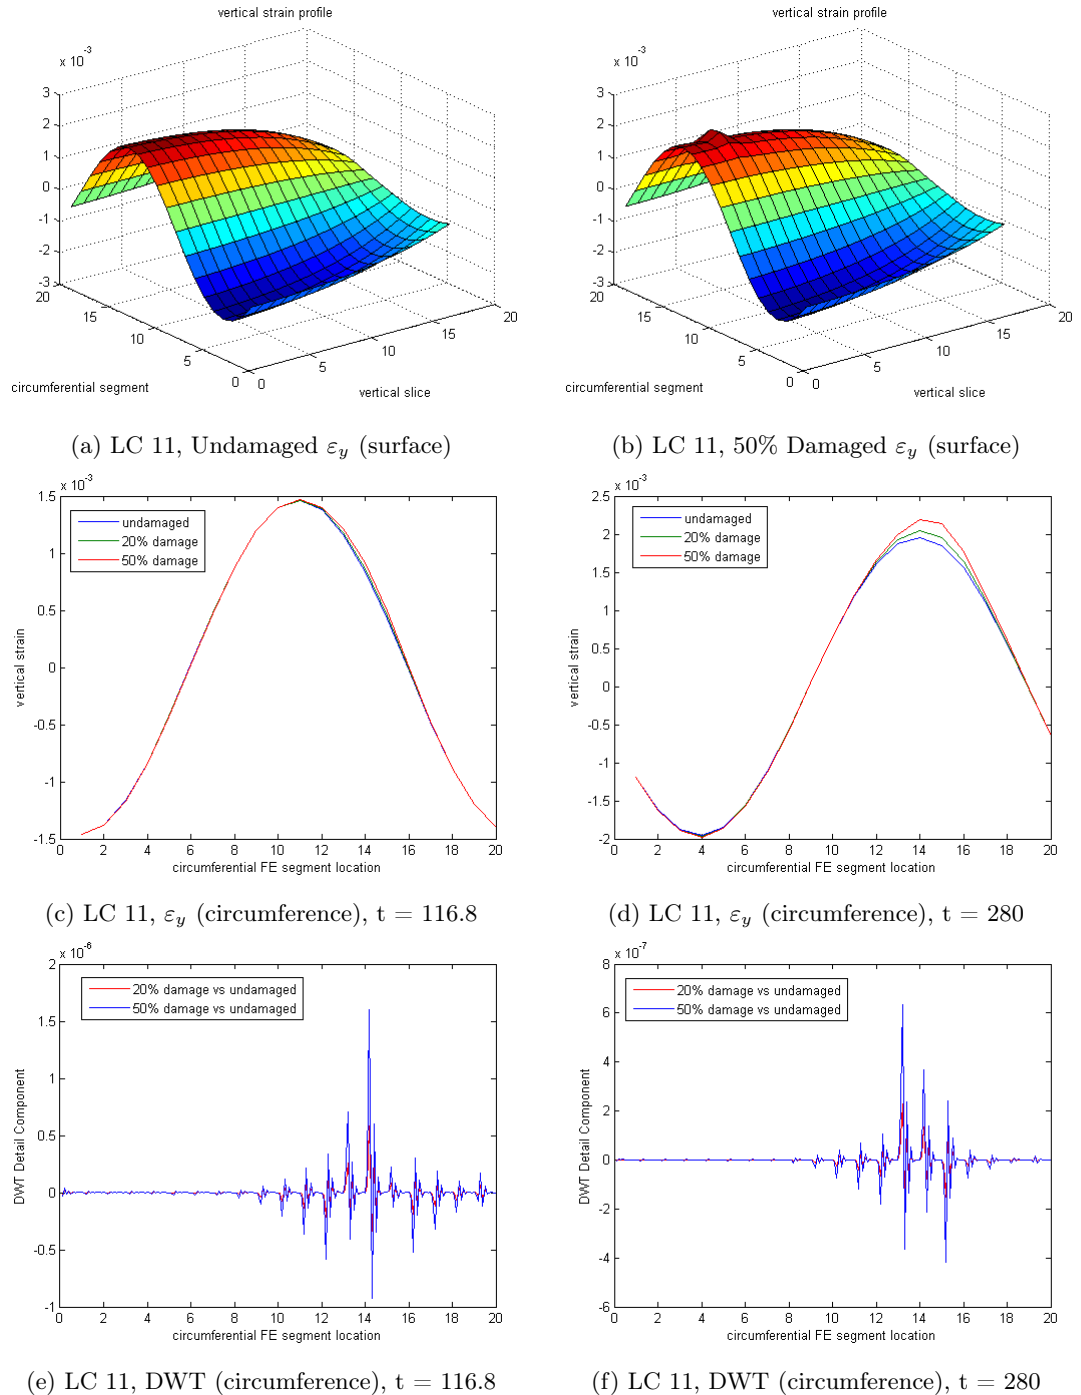 vertical strain profile
x 10^-3
3
2
1
0
-1
-2
-3
20
15
10
5
0
0
5
10
15
20
circumferential segment
vertical slice
(a) LC 11, Undamaged ε_y (surface)
vertical strain profile
x 10^-3
3
2
1
0
-1
-2
-3
20
15
10
5
0
0
5
10
15
20
circumferential segment
vertical slice
(b) LC 11, 50% Damaged ε_y (surface)
x 10^-3
1.5
1
0.5
0
-0.5
-1
-1.5
undamaged
20% damage
50% damage
vertical strain
0 2 4 6 8 10 12 14 16 18 20
circumferential FE segment location
(c) LC 11, ε_y (circumference), t = 116.8
x 10^-3
2.5
2
1.5
1
0.5
0
-0.5
-1
-1.5
-2
undamaged
20% damage
50% damage
vertical strain
0 2 4 6 8 10 12 14 16 18 20
circumferential FE segment location
(d) LC 11, ε_y (circumference), t = 280
x 10^-6
2
1.5
1
0.5
0
-0.5
-1
20% damage vs undamaged
50% damage vs undamaged
DWT Detail Component
0 2 4 6 8 10 12 14 16 18 20
circumferential FE segment location
(e) LC 11, DWT (circumference), t = 116.8
x 10^-7
8
6
4
2
0
-2
-4
-6
20% damage vs undamaged
50% damage vs undamaged
DWT Detail Component
0 2 4 6 8 10 12 14 16 18 20
circumferential FE segment location
(f) LC 11, DWT (circumference), t = 280